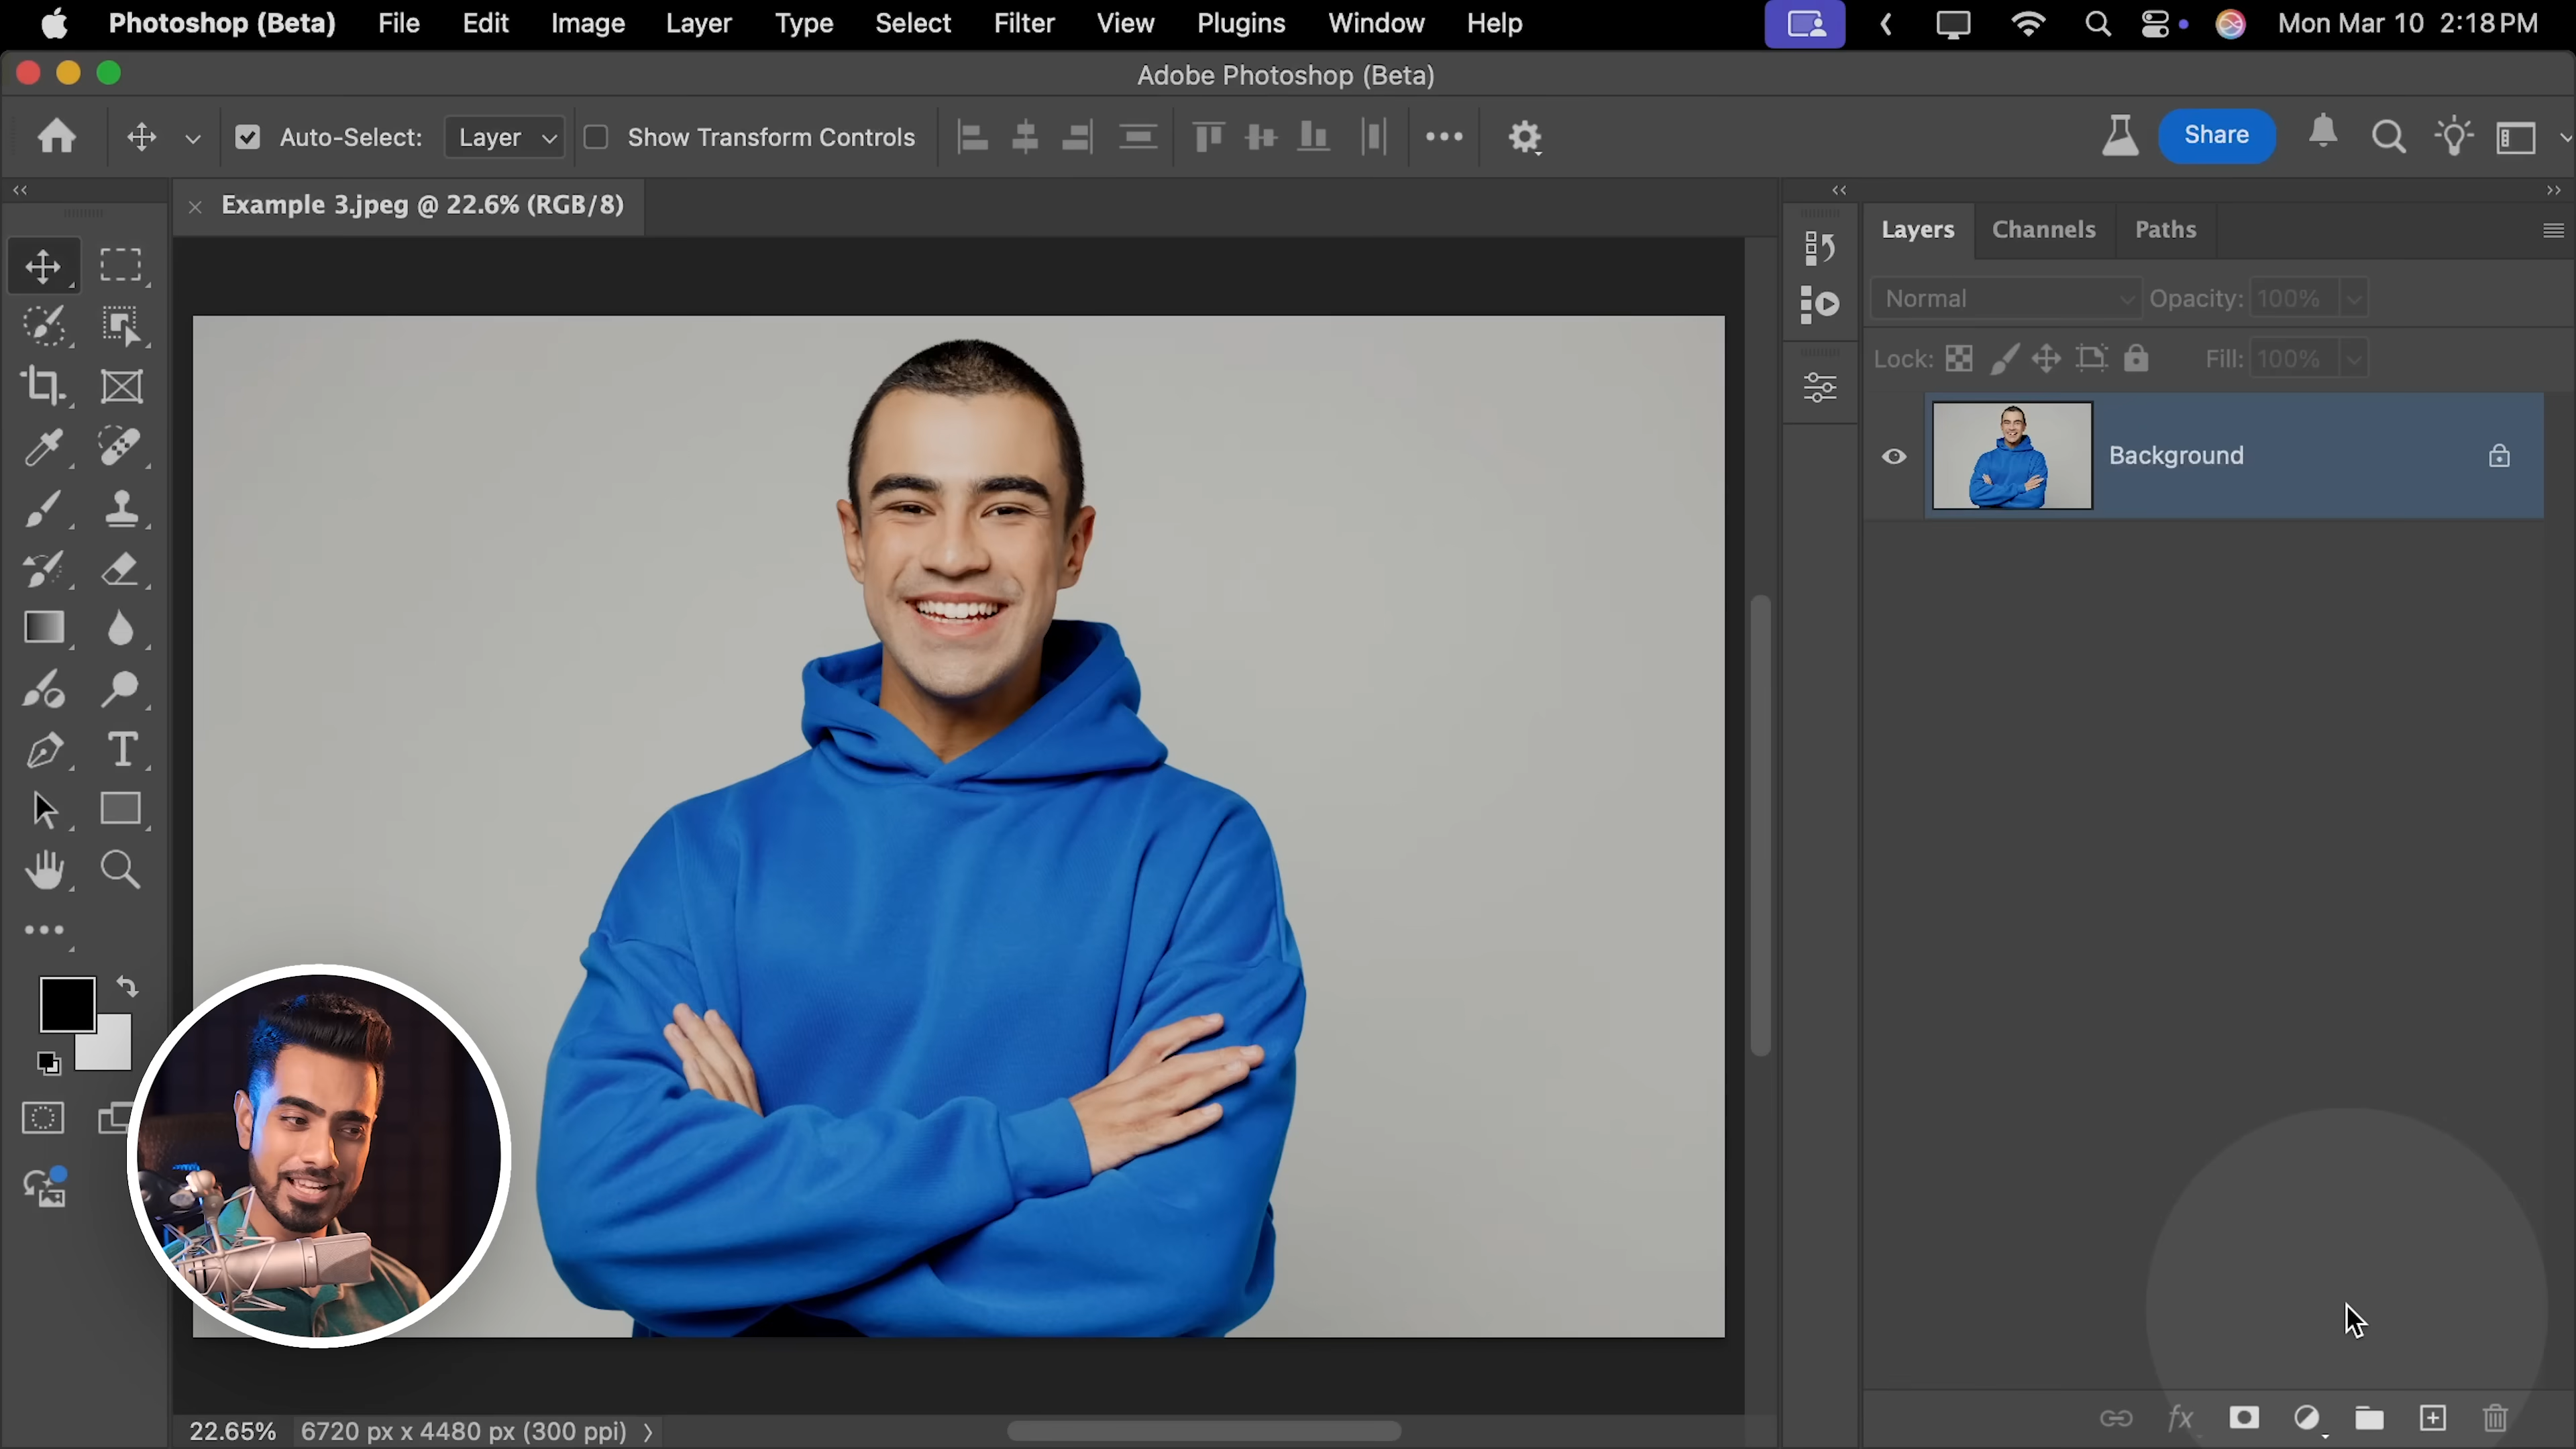 Photoshop (Beta) File Edit Image Layer Type Select Filter View Plugins Window Help Mon Mar 10 2:18 PM
Adobe Photoshop (Beta)
Auto-Select: Layer Show Transform Controls Share
Example 3.jpeg @ 22.6% (RGB/8)
Layers Channels Paths
Normal Opacity: 100%
Lock: Fill: 100%
Background
22.65% 6720 px x 4480 px (300 ppi)
fx